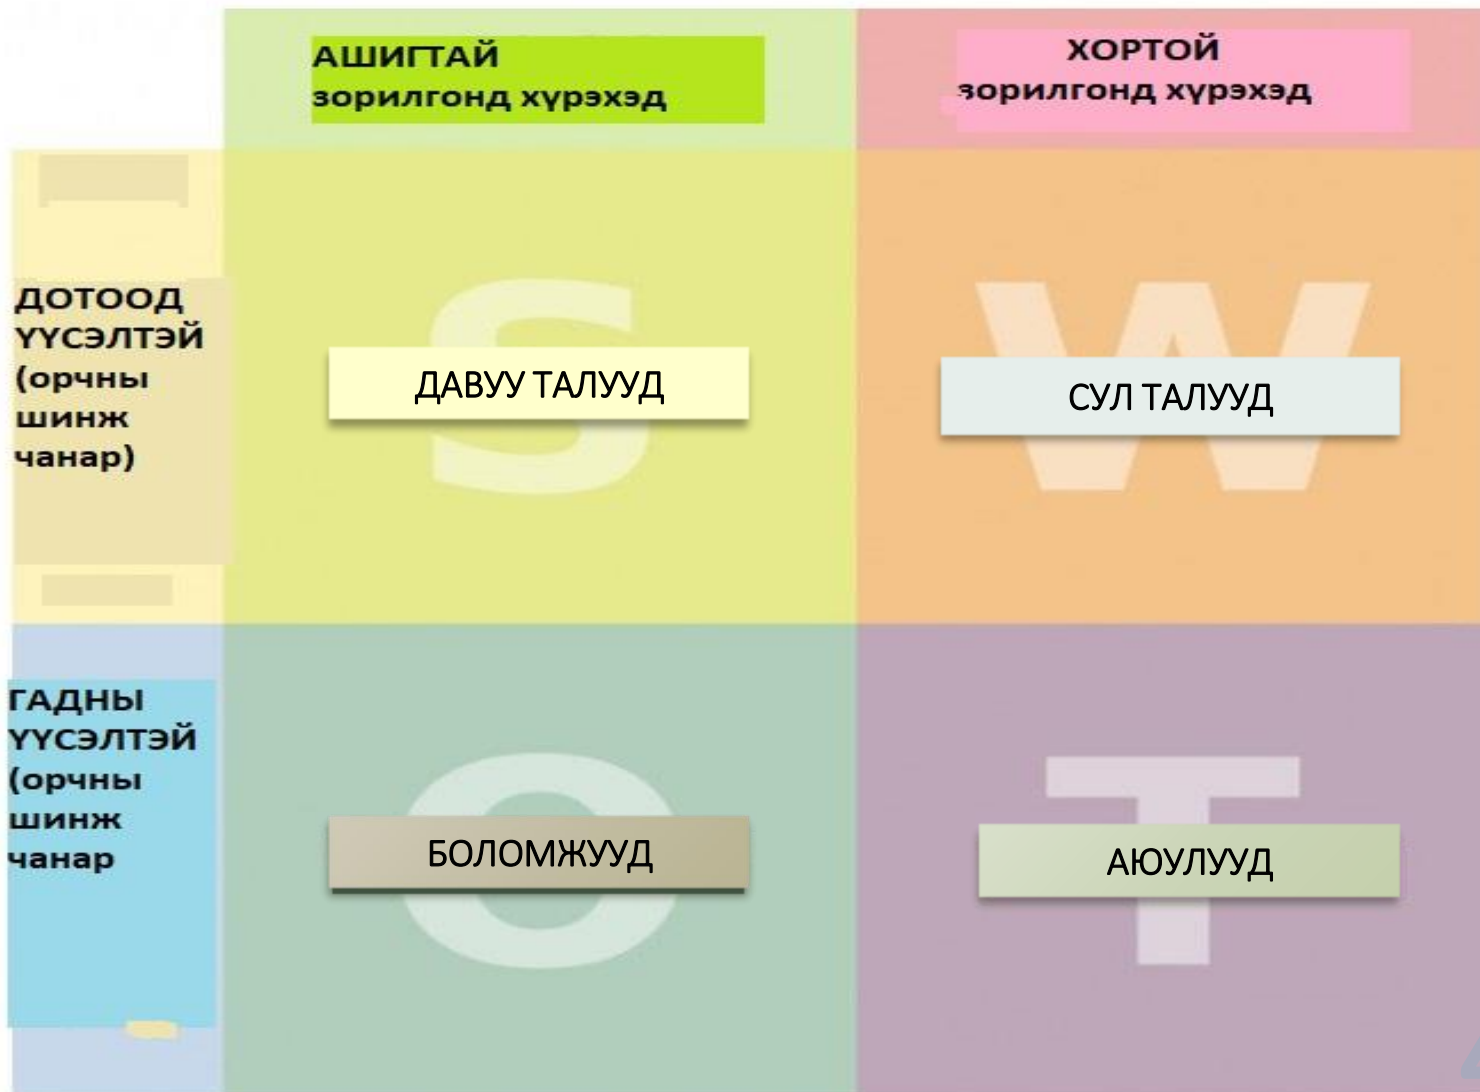 АШИГТАЙ
зорилгонд хүрэхэд
ХОРТОЙ
зорилгонд хүрэхэд
ДОТООД
ҮҮСЭЛТЭЙ
(орчны
шинж
чанар)
S
ДАВУУ ТАЛУУД
W
СУЛ ТАЛУУД
ГАДНЫ
ҮҮСЭЛТЭЙ
(орчны
шинж
чанар
O
БОЛОМЖУУД
T
АЮУЛУУД